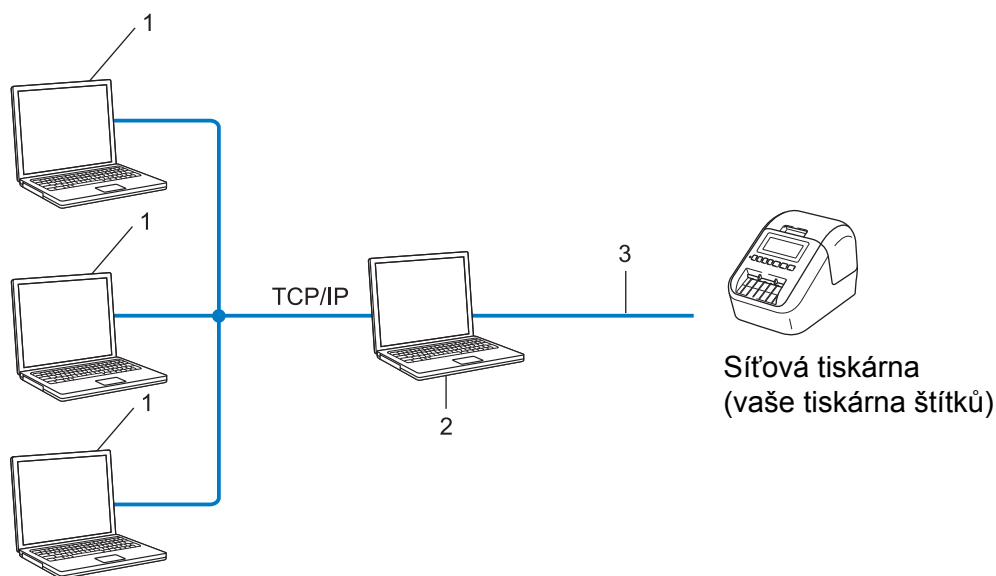 1
1
3
TCP/IP
Síťová tiskárna
(vaše tiskárna štítků)
1
2